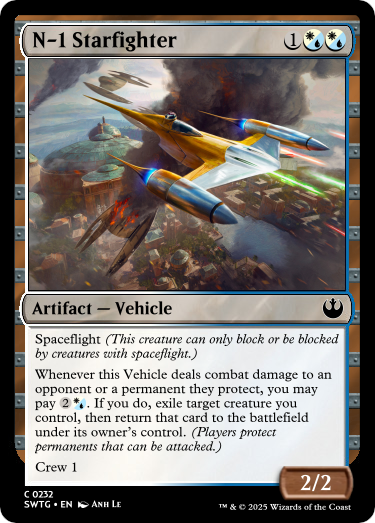 N-1 Starfighter 1
Artifact — Vehicle
Spaceflight (This creature can only block or be blocked
by creatures with spaceflight.)
Whenever this Vehicle deals combat damage to an
opponent or a permanent they protect, you may
pay 2. If you do, exile target creature you
control, then return that card to the battlefield
under its owner's control. (Players protect
permanents that can be attacked.)
Crew 1
2/2
C 0232
SWTG • EN Anh Le
™ & © 2025 Wizards of the Coast